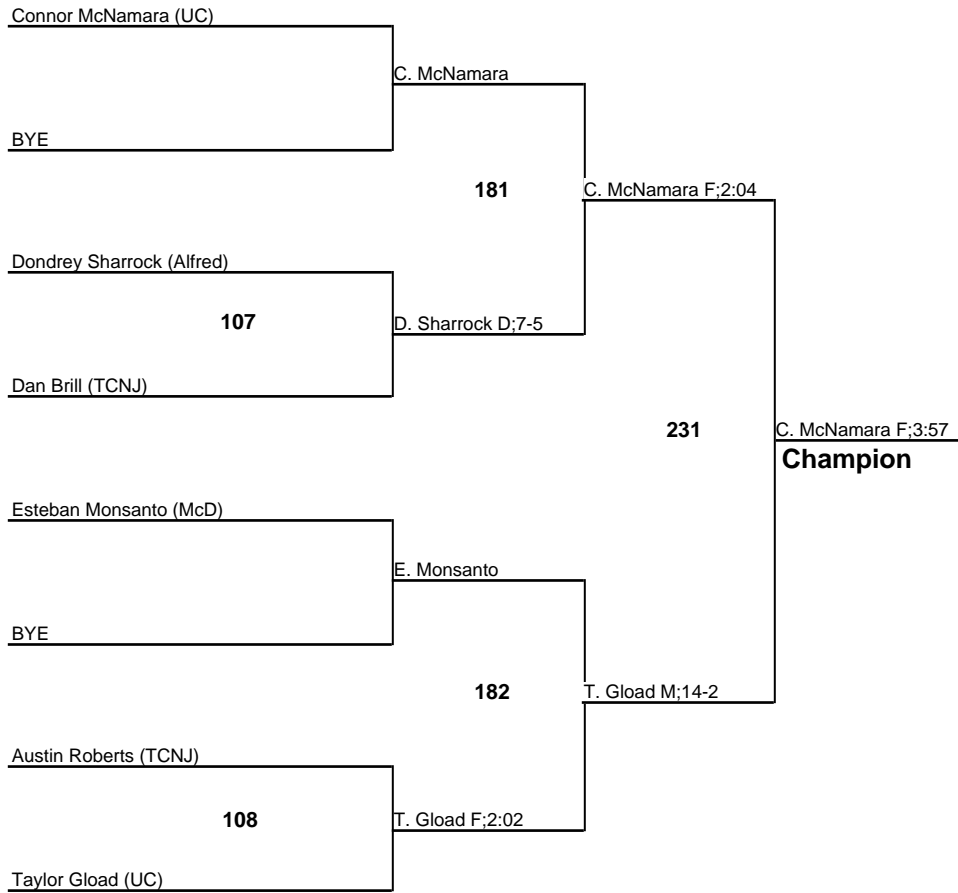 Connor McNamara (UC)
C. McNamara
BYE
181
C. McNamara F;2:04
Dondrey Sharrock (Alfred)
107
D. Sharrock D;7-5
Dan Brill (TCNJ)
231
C. McNamara F;3:57
Champion
Esteban Monsanto (McD)
E. Monsanto
BYE
182
T. Gload M;14-2
Austin Roberts (TCNJ)
108
T. Gload F;2:02
Taylor Gload (UC)